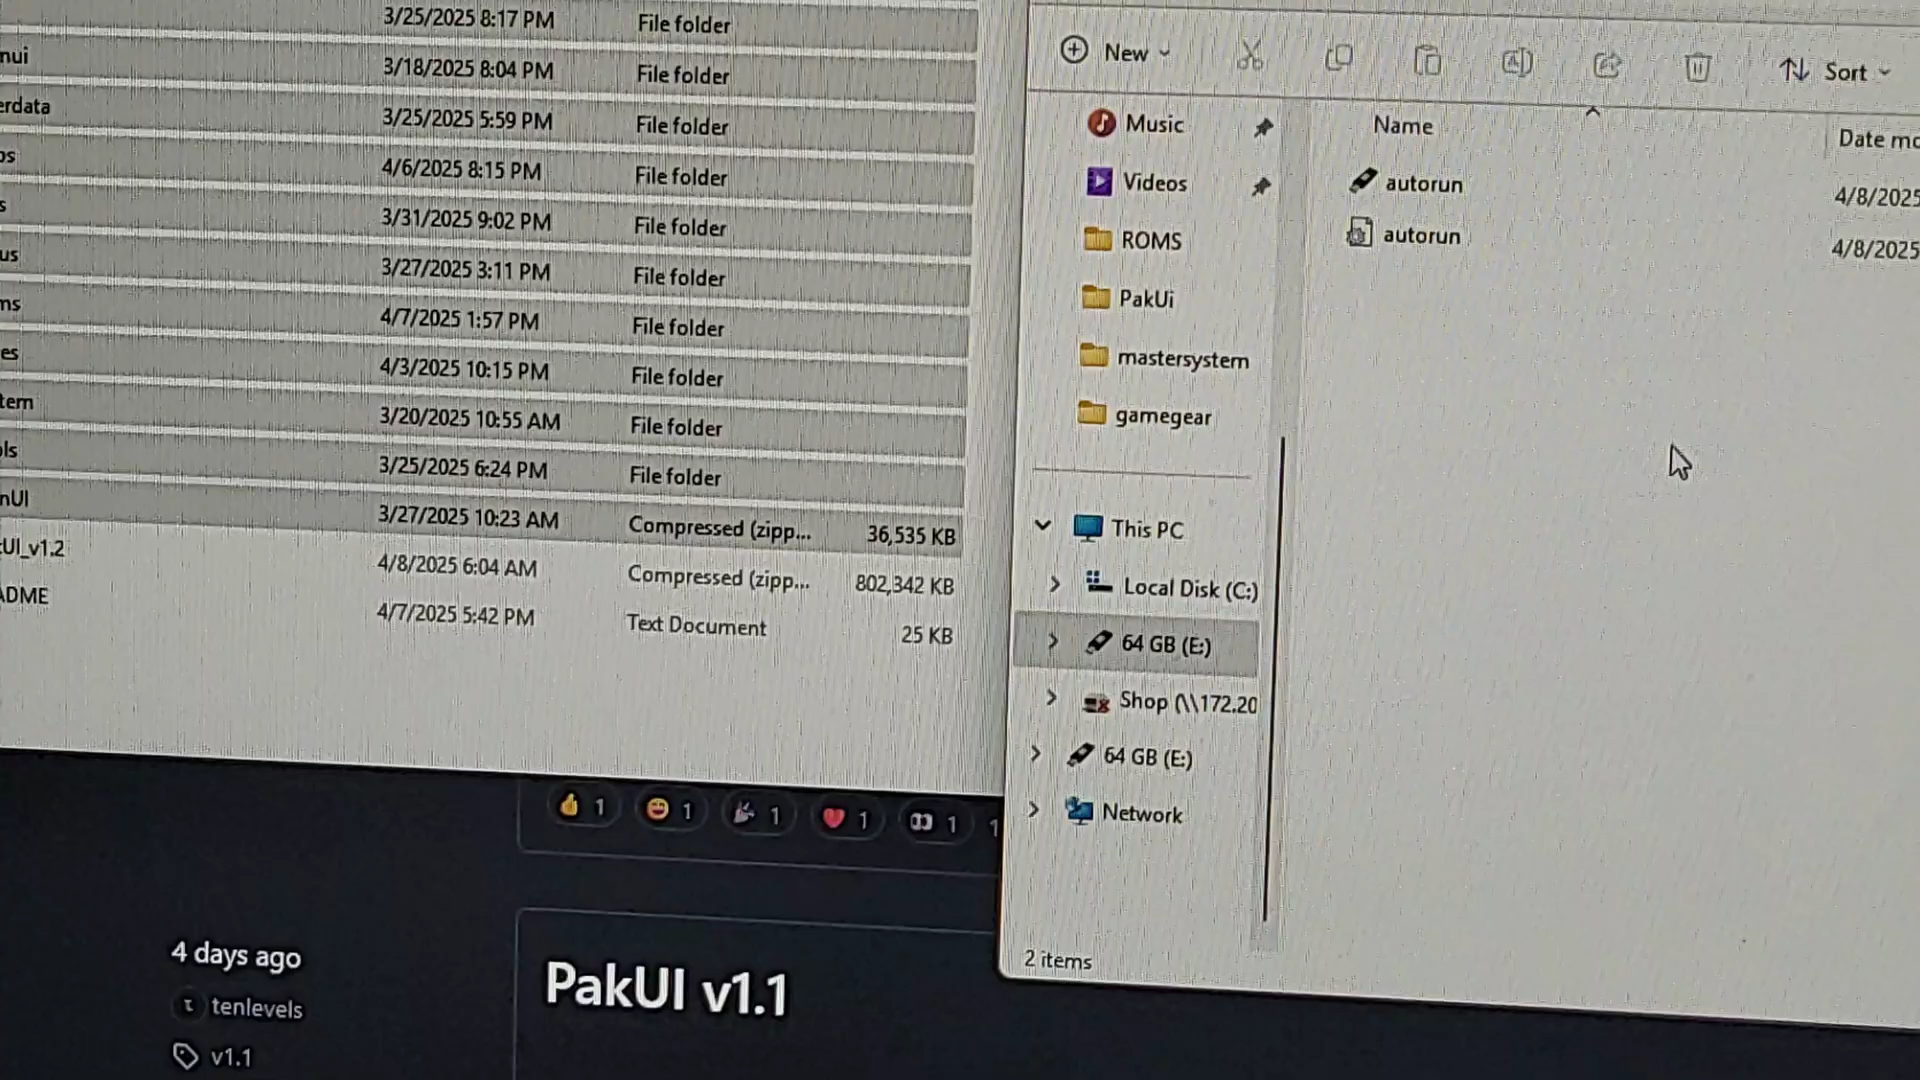 3/25/2025 8:17 PM File folder
nui 3/18/2025 8:04 PM File folder
erdata 3/25/2025 5:59 PM File folder
os 4/6/2025 8:15 PM File folder
s 3/31/2025 9:02 PM File folder
us 3/27/2025 3:11 PM File folder
ms 4/7/2025 1:57 PM File folder
es 4/3/2025 10:15 PM File folder
tem 3/20/2025 10:55 AM File folder
ols 3/25/2025 6:24 PM File folder
nUI 3/27/2025 10:23 AM Compressed (zipp... 36,535 KB
UI_v1.2 4/8/2025 6:04 AM Compressed (zipp... 802,342 KB
ADME 4/7/2025 5:42 PM Text Document 25 KB
New Sort
Music
Videos
ROMS
PakUi
mastersystem
gamegear
This PC
Local Disk (C:)
64 GB (E:)
Shop (\\172.20
64 GB (E:)
Network
2 items
Name Date mo
autorun 4/8/2025
autorun 4/8/2025
1 1 1 1 1 1
4 days ago
tenlevels
v1.1
PakUI v1.1